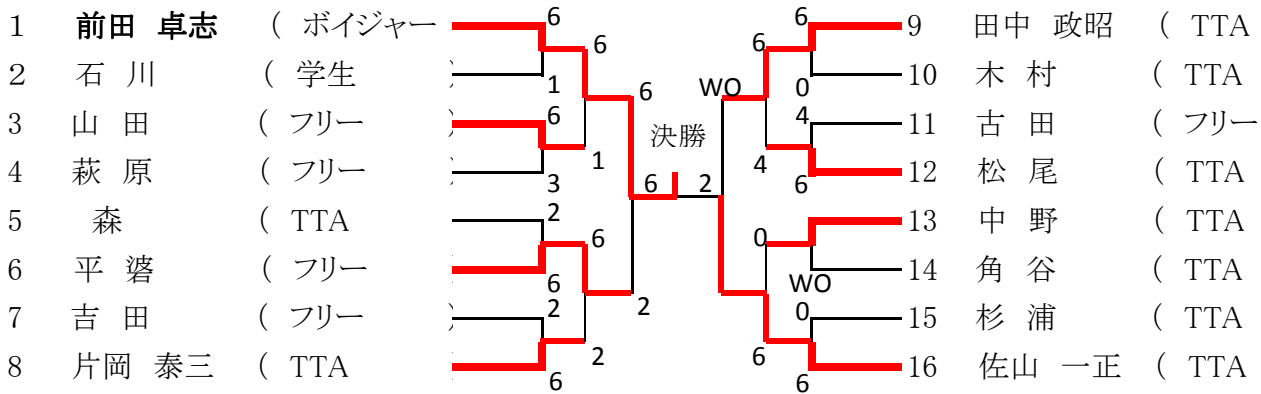 1 前田 卓志 ( ボイジャー 6 6 9 田中 政昭 ( TTA
6 6
2 石 川 ( 学生 ) 1 6 WO 0 10 木 村 ( TTA
3 山 田 ( フリー ) 6 決勝 4 11 古 田 ( フリー
1 4
4 萩 原 ( フリー ) 3 6 2 6 12 松 尾 ( TTA
5 森 ( TTA 2 13 中 野 ( TTA
6 0
6 平 碆 ( フリー 6 WO 14 角 谷 ( TTA
7 吉 田 ( フリー ) 2 2 0 15 杉 浦 ( TTA
2 6
8 片岡 泰三 ( TTA 6 6 16 佐山 一正 ( TTA